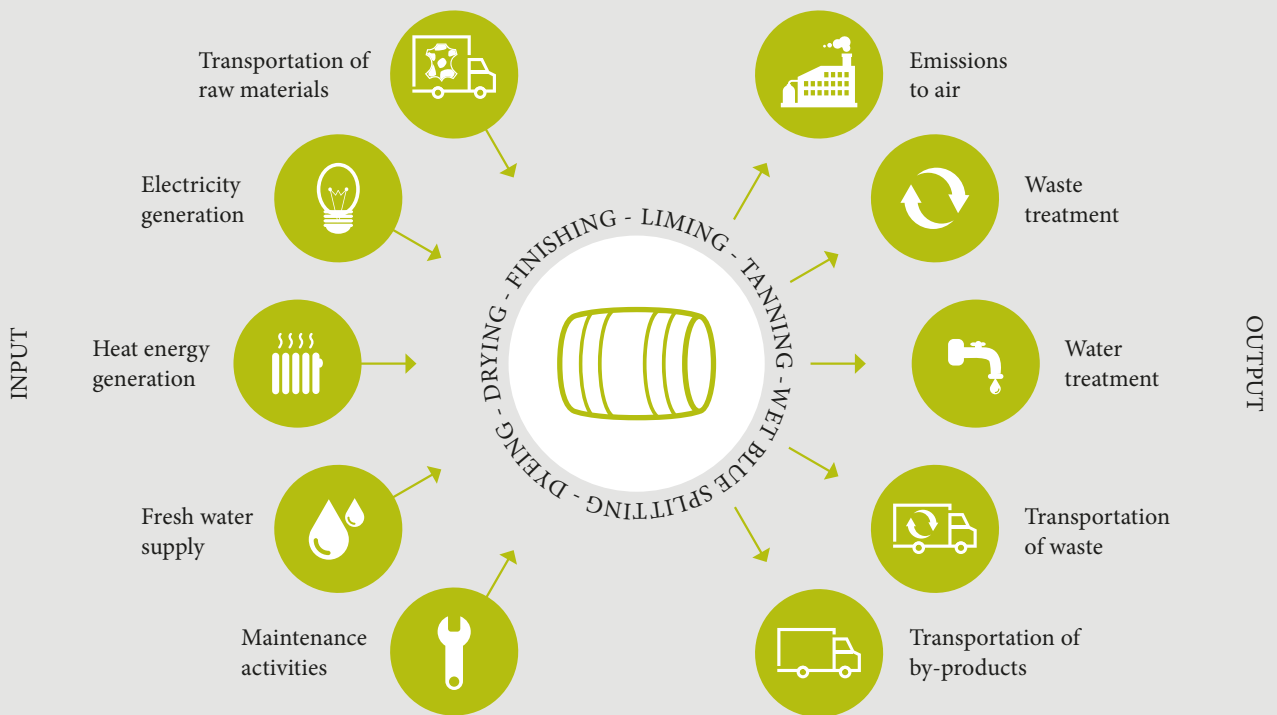 INPUT
Transportation of
raw materials
Electricity
generation
Heat energy
generation
Fresh water
supply
Maintenance
activities
LIMING - TANNING - WET BLUE SPLITTING - DYEING - DRYING - FINISHING -
Emissions
to air
Waste
treatment
Water
treatment
Transportation
of waste
Transportation of
by-products
OUTPUT